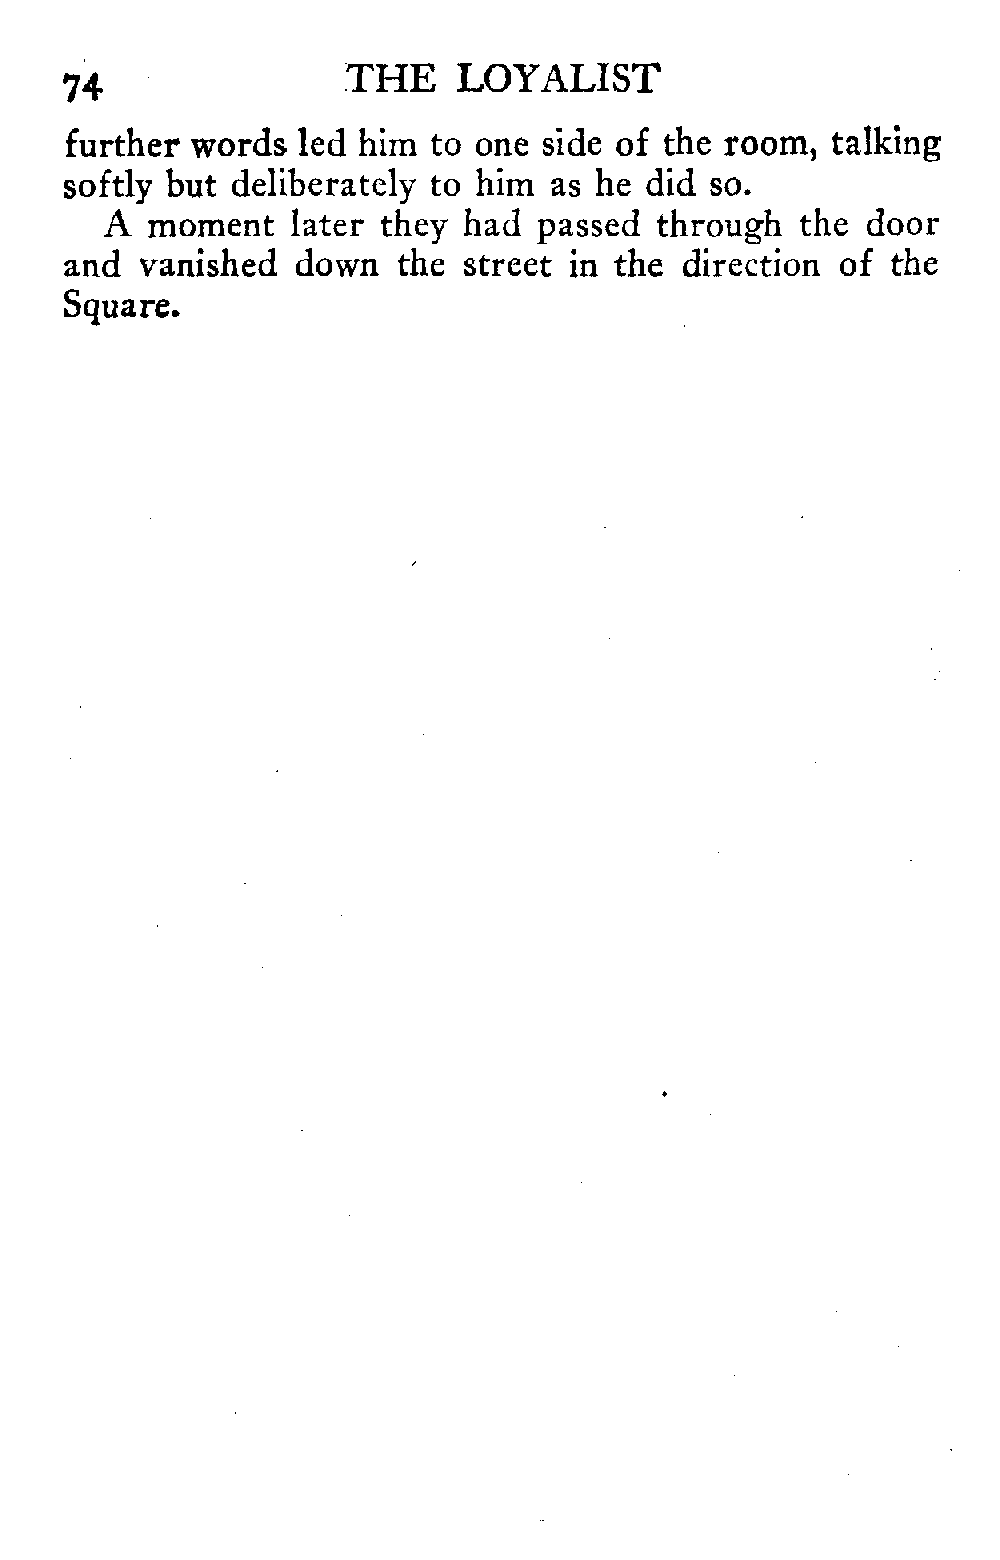 74 THE LOYALIST
further words led him to one side of the room, talking
softly but deliberately to him as he did so.
A moment later they had passed through the door
and vanished down the street in the direction of the
Square.